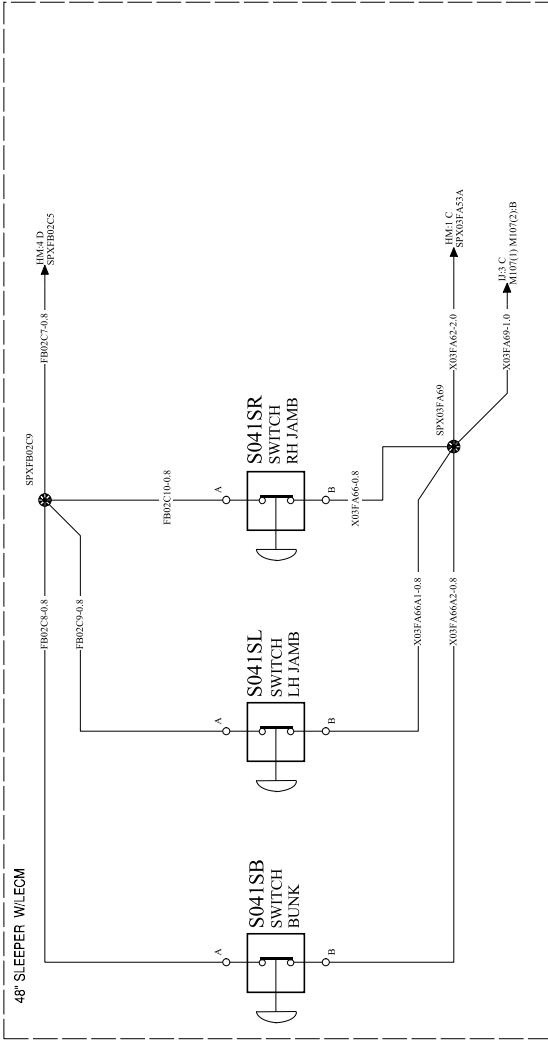 48" SLEEPER W/LECM
SPXFB02C9
FB02C7-0.8
HM:4 D
SPXFB02C5
FB02C8-0.8
FB02C9-0.8
FB02C10-0.8
A
A
A
S041SB
SWITCH
BUNK
S041SL
SWITCH
LH JAMB
S041SR
SWITCH
RH JAMB
B
B
B
X03FA66-0.8
X03FA66A1-0.8
X03FA66A2-0.8
SPX03FA69
X03FA62-2.0
HM:1 C
SPX03FA53A
X03FA69-1.0
IJ:3 C
M107(1) M107(2):B